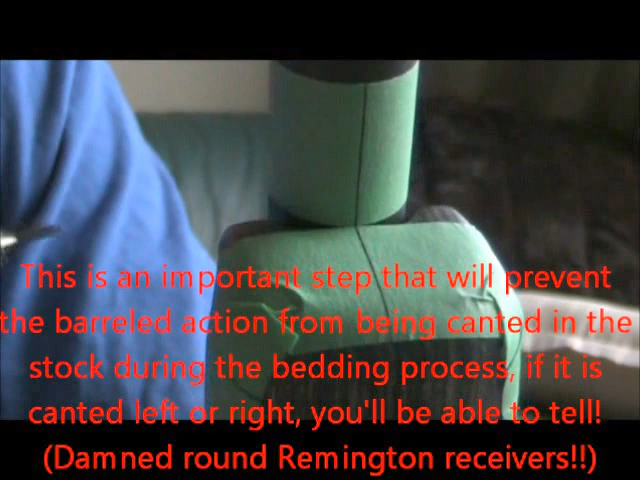 This is an important step that will prevent
the barreled action from being canted in the
stock during the bedding process, if it is
canted left or right, you'll be able to tell!
(Damned round Remington receivers!!)